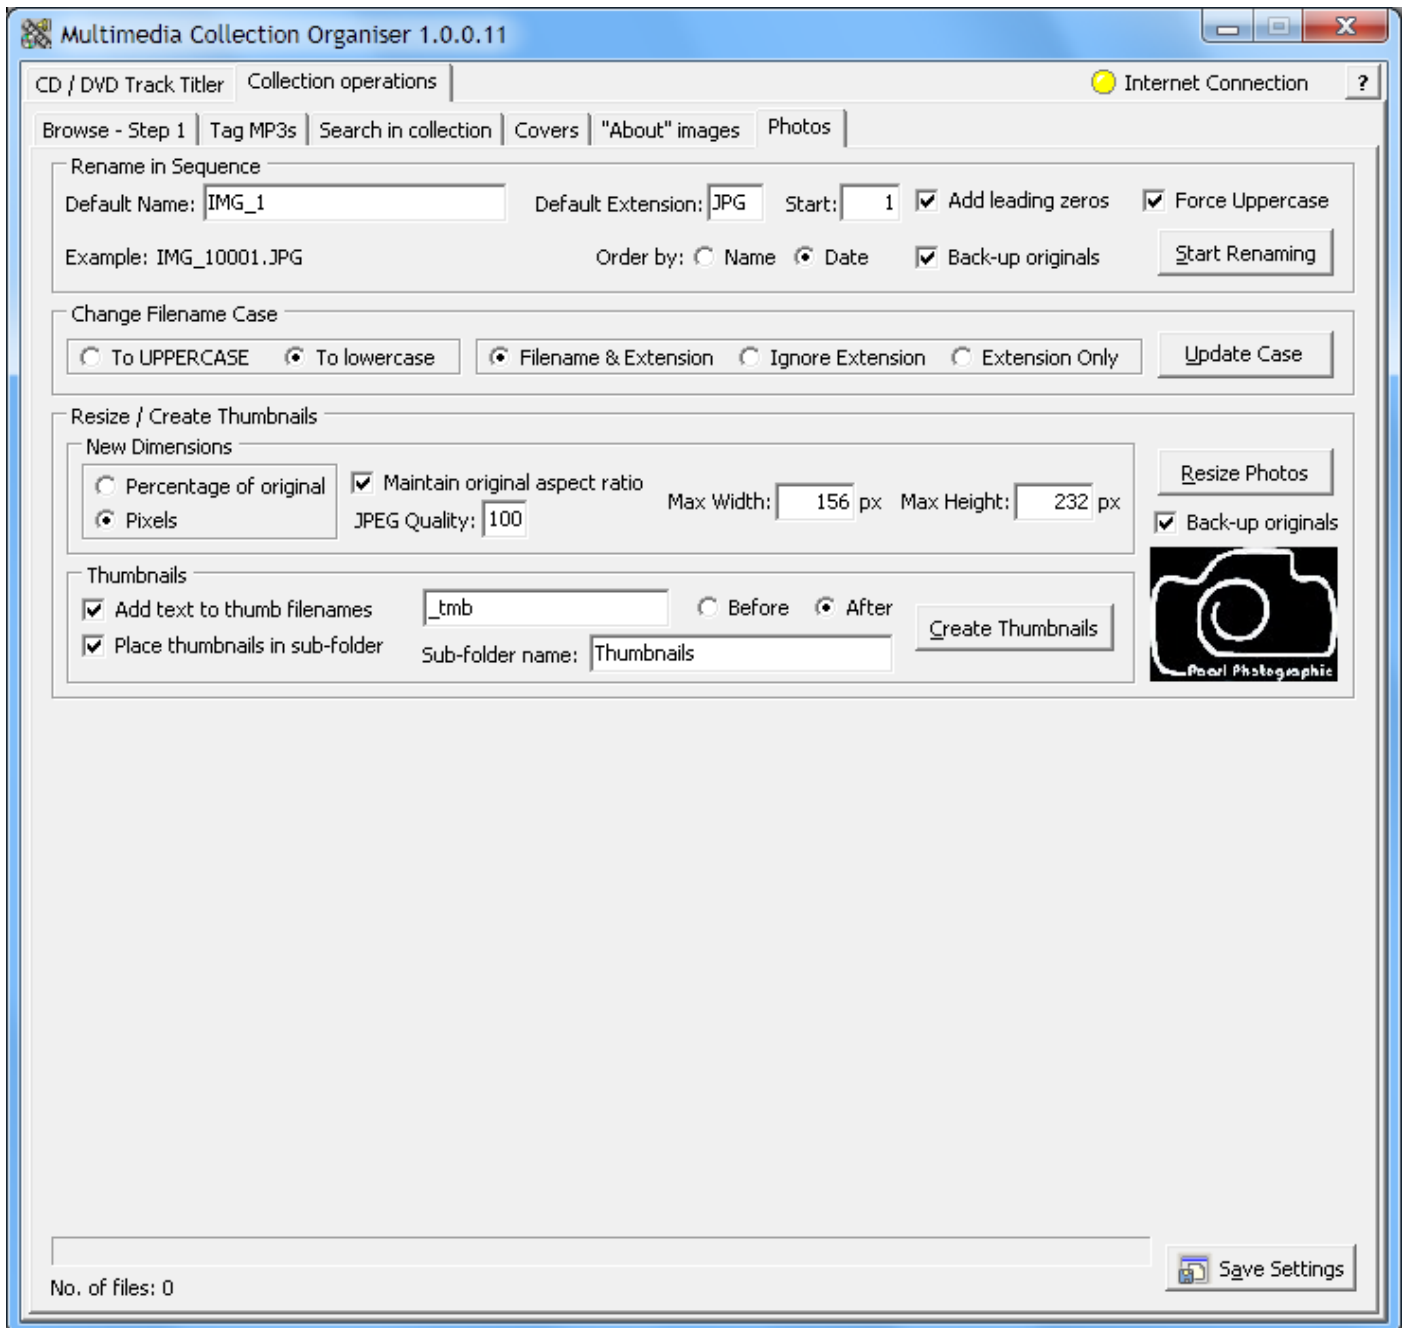 Multimedia Collection Organiser 1.0.0.11
CD / DVD Track Titler Collection operations Internet Connection ?
Browse - Step 1 Tag MP3s Search in collection Covers "About" images Photos
Rename in Sequence
Default Name: IMG_1 Default Extension: JPG Start: 1 Add leading zeros Force Uppercase
Example: IMG_10001.JPG Order by: Name Date Back-up originals Start Renaming
Change Filename Case
To UPPERCASE To lowercase Filename & Extension Ignore Extension Extension Only Update Case
Resize / Create Thumbnails
New Dimensions
Percentage of original Maintain original aspect ratio Max Width: 156 px Max Height: 232 px Resize Photos
Pixels JPEG Quality: 100 Back-up originals
Thumbnails
Add text to thumb filenames _tmb Before After Create Thumbnails
Place thumbnails in sub-folder Sub-folder name: Thumbnails
Paarl Photographic
No. of files: 0 Save Settings